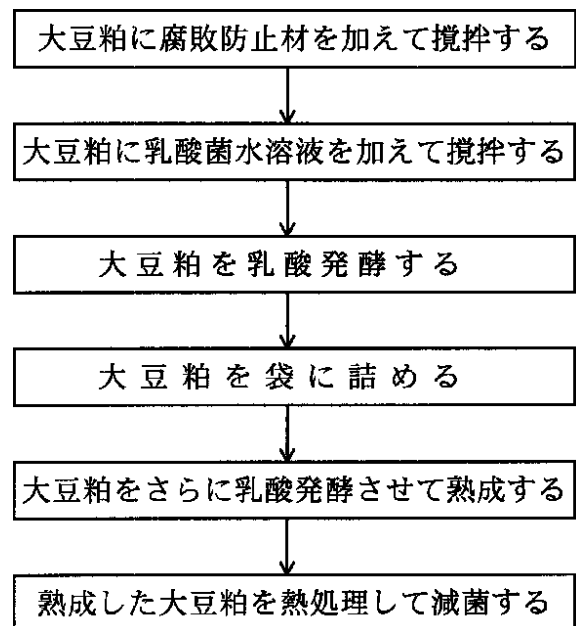 大豆粕に腐敗防止材を加えて撹拌する
大豆粕に乳酸菌水溶液を加えて撹拌する
大豆粕を乳酸発酵する
大豆粕を袋に詰める
大豆粕をさらに乳酸発酵させて熟成する
熟成した大豆粕を熱処理して減菌する